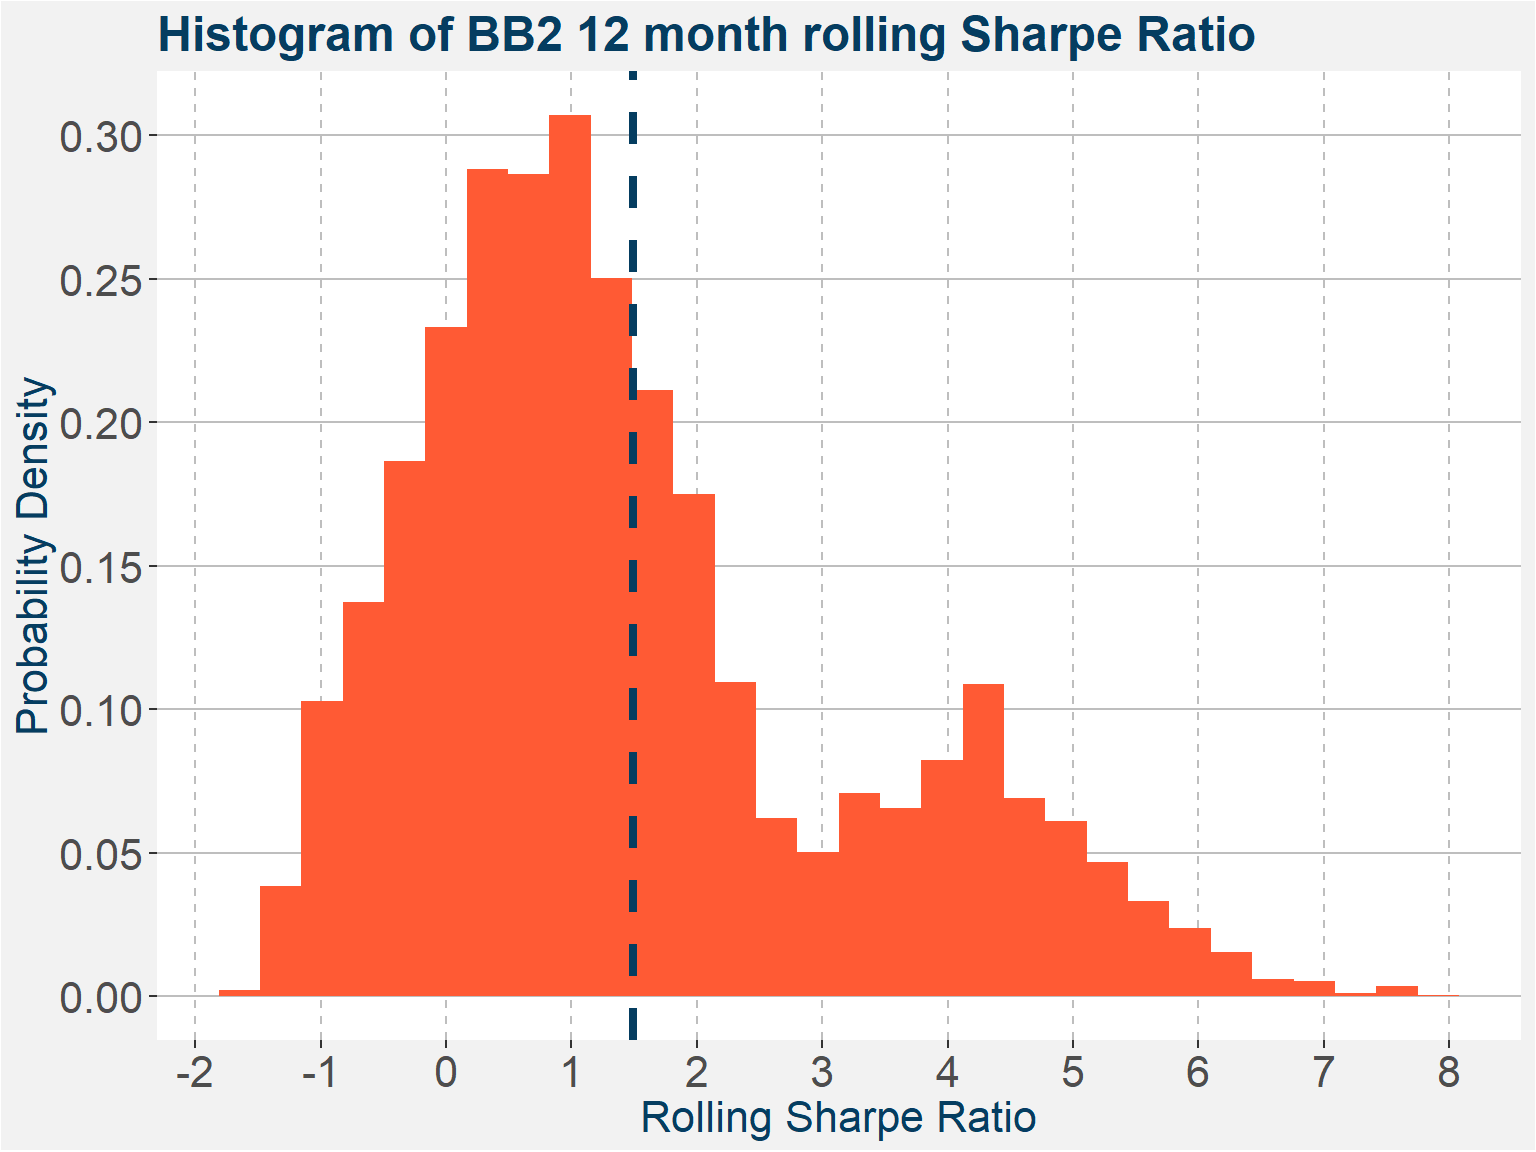 Histogram of BB2 12 month rolling Sharpe Ratio
0.30
0.25
0.20
0.15
0.10
0.05
0.00
Probability Density
-2 -1 0 1 2 3 4 5 6 7 8
Rolling Sharpe Ratio